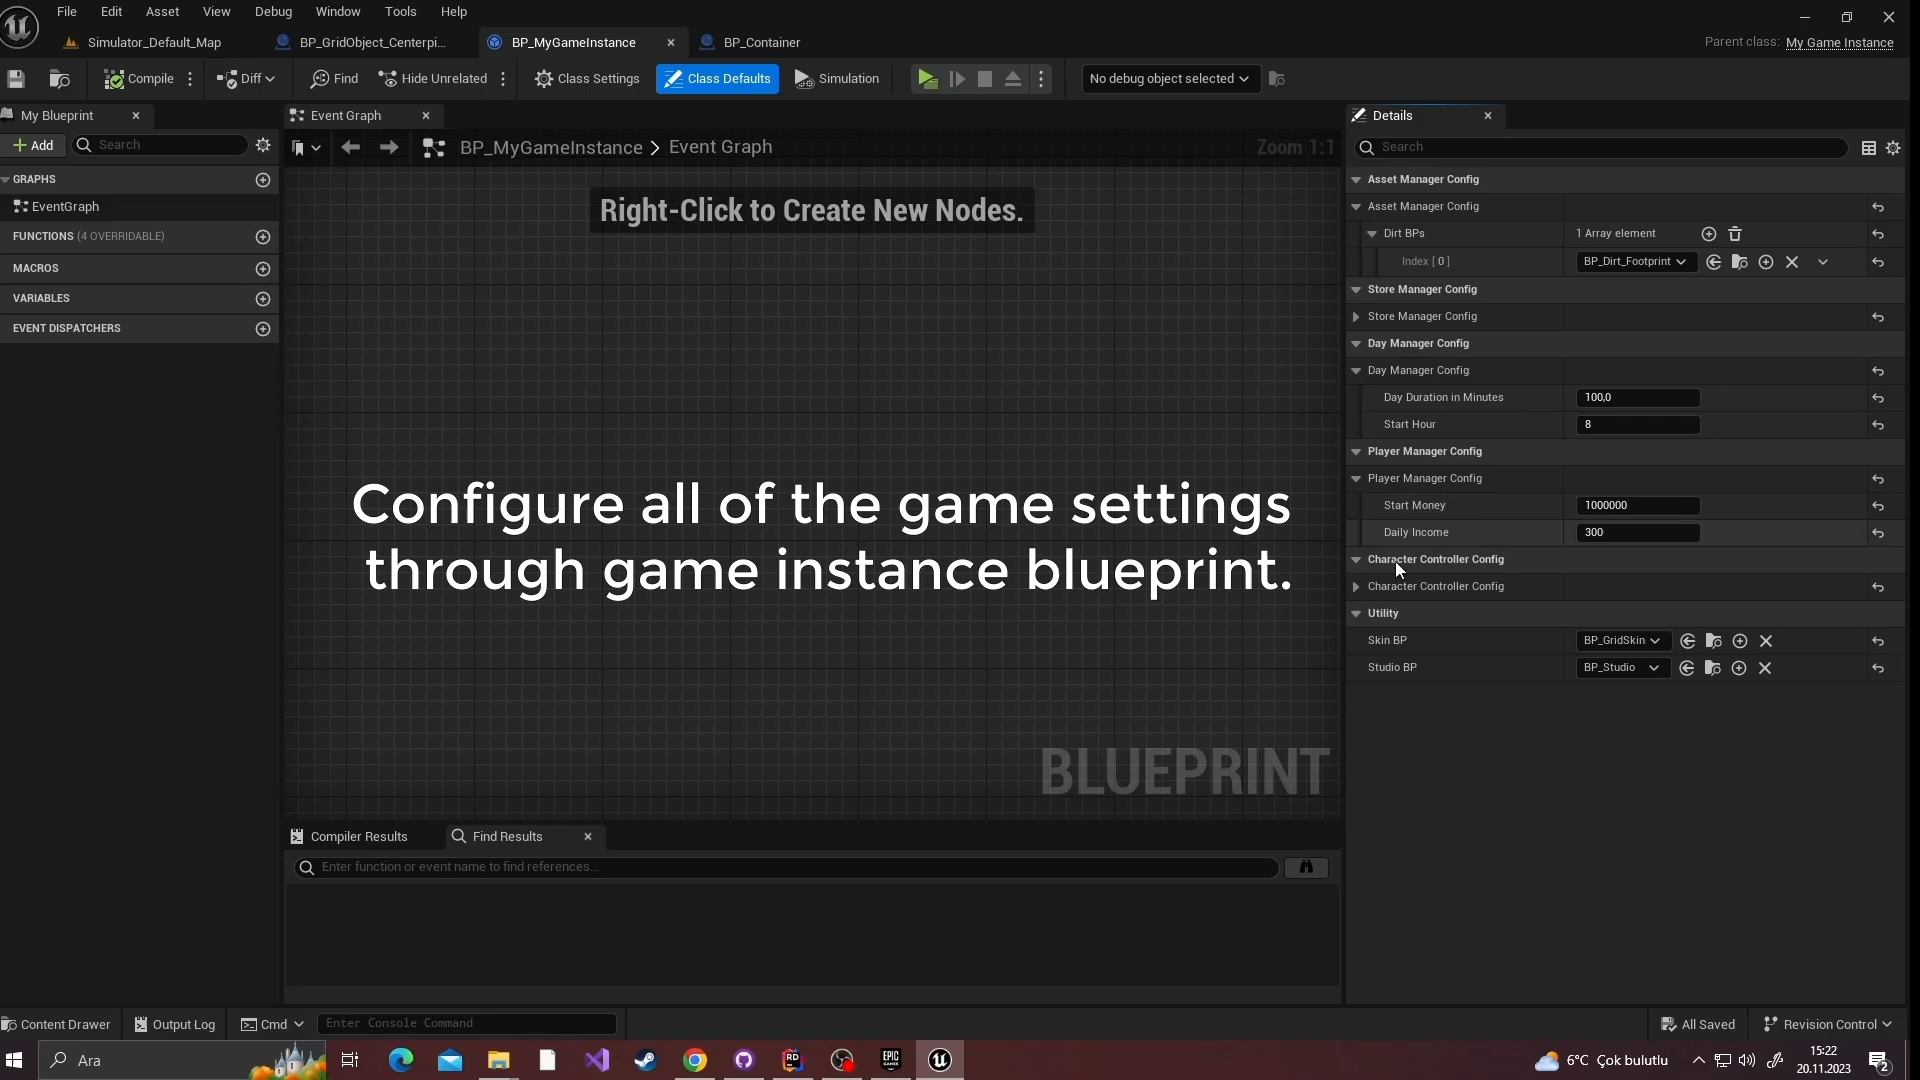 File Edit Asset View Debug Window Tools Help
Simulator_Default_Map BP_GridObject_Centerpi... BP_MyGameInstance BP_Container
Parent class: My Game Instance
Compile Diff Find Hide Unrelated Class Settings Class Defaults Simulation No debug object selected
My Blueprint
Event Graph
Details
Add Search
BP_MyGameInstance > Event Graph
Zoom 1:1
Search
GRAPHS
EventGraph
FUNCTIONS (4 OVERRIDABLE)
MACROS
VARIABLES
EVENT DISPATCHERS
Right-Click to Create New Nodes.
Configure all of the game settings
through game instance blueprint.
BLUEPRINT
Asset Manager Config
Asset Manager Config
Dirt BPs 1 Array element
Index [ 0 ] BP_Dirt_Footprint
Store Manager Config
Store Manager Config
Day Manager Config
Day Manager Config
Day Duration in Minutes 100,0
Start Hour 8
Player Manager Config
Player Manager Config
Start Money 1000000
Daily Income 300
Character Controller Config
Character Controller Config
Utility
Skin BP BP_GridSkin
Studio BP BP_Studio
Compiler Results Find Results
Enter function or event name to find references...
Content Drawer Output Log Cmd Enter Console Command
All Saved Revision Control
Ara
RD
EPIC
GAMES
6°C Çok bulutlu
15:22
20.11.2023
2